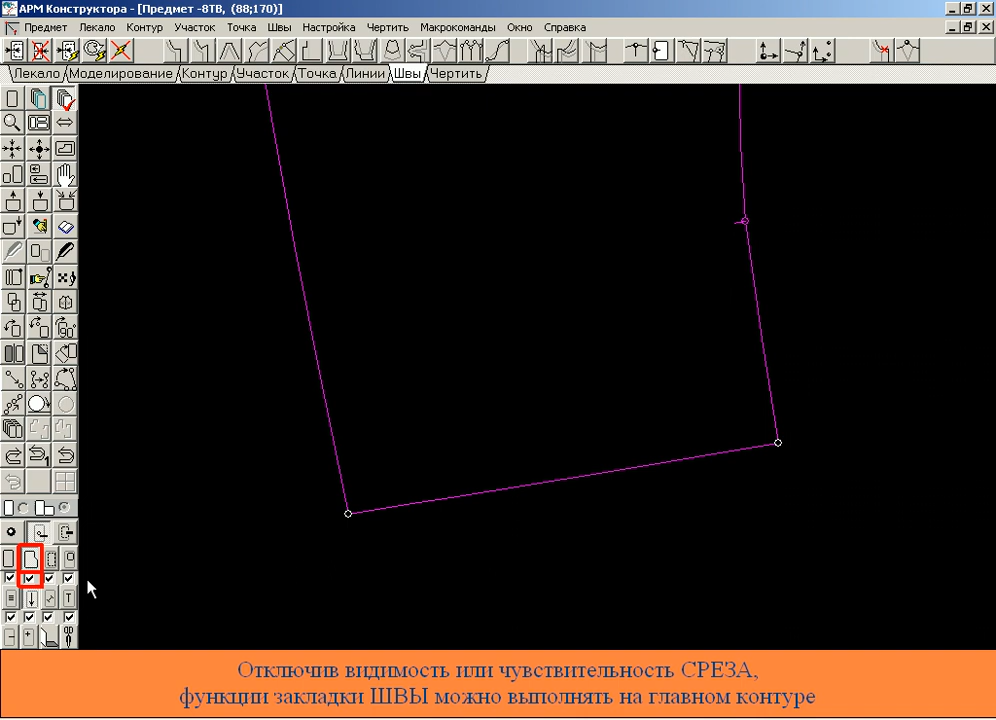 АРМ Конструктора - [Предмет -8ТВ, (88;170)]
Предмет Лекало Контур Участок Точка Швы Настройка Чертить Макрокоманды Окно Справка
Лекало Моделирование Контур Участок Точка Линии Швы Чертить
Отключив видимость или чувствительность СРЕЗА,
функции закладки ШВЫ можно выполнять на главном контуре